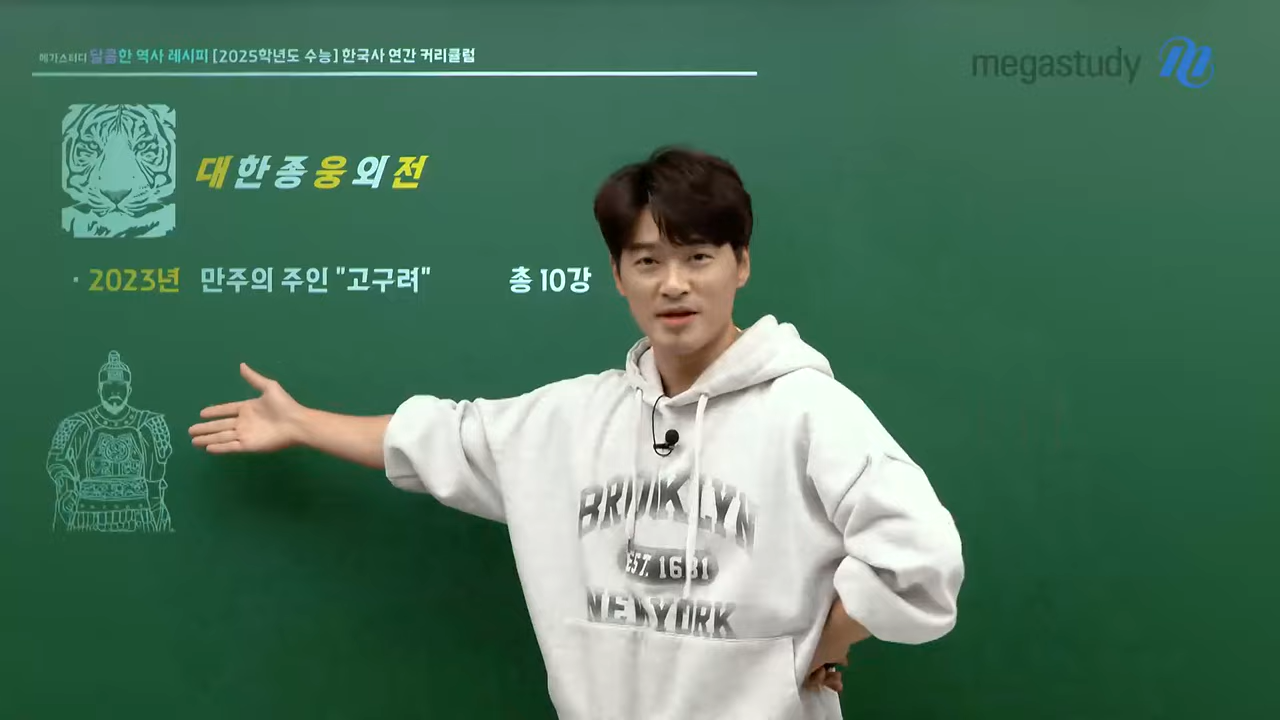 메가스터디 달콤한 역사 레시피 [2025학년도 수능] 한국사 연간 커리큘럼
megastudy
대한종웅외전
· 2023년 만주의 주인 "고구려" 총 10강
BROOKLYN
EST. 1631
NEW YORK